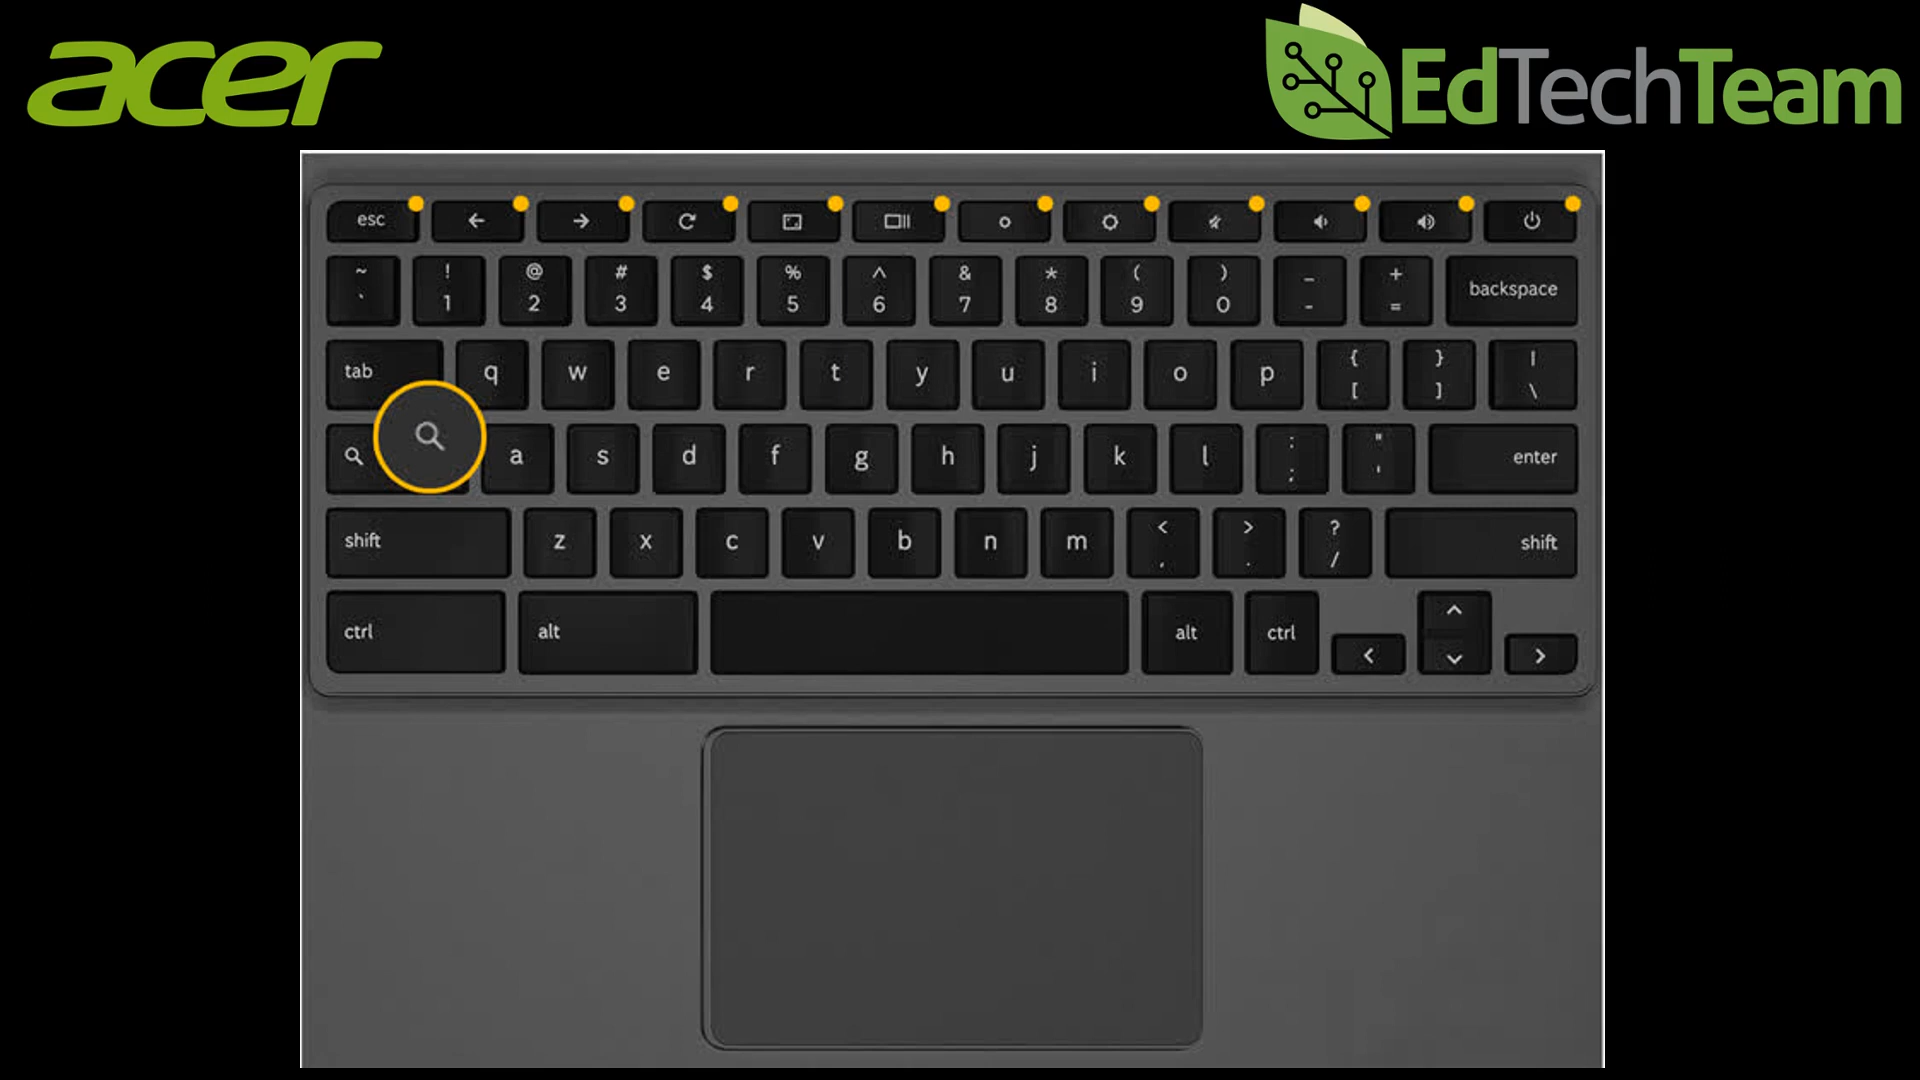 acer EdTechTeam
esc
~ ! @ # $ % ^ & * ( ) _ +
` 1 2 3 4 5 6 7 8 9 0 - = backspace
tab q w e r t y u i o p { [ } ] | \
a s d f g h j k l : ; " ' enter
shift z x c v b n m < , > . ? / shift
ctrl alt alt ctrl